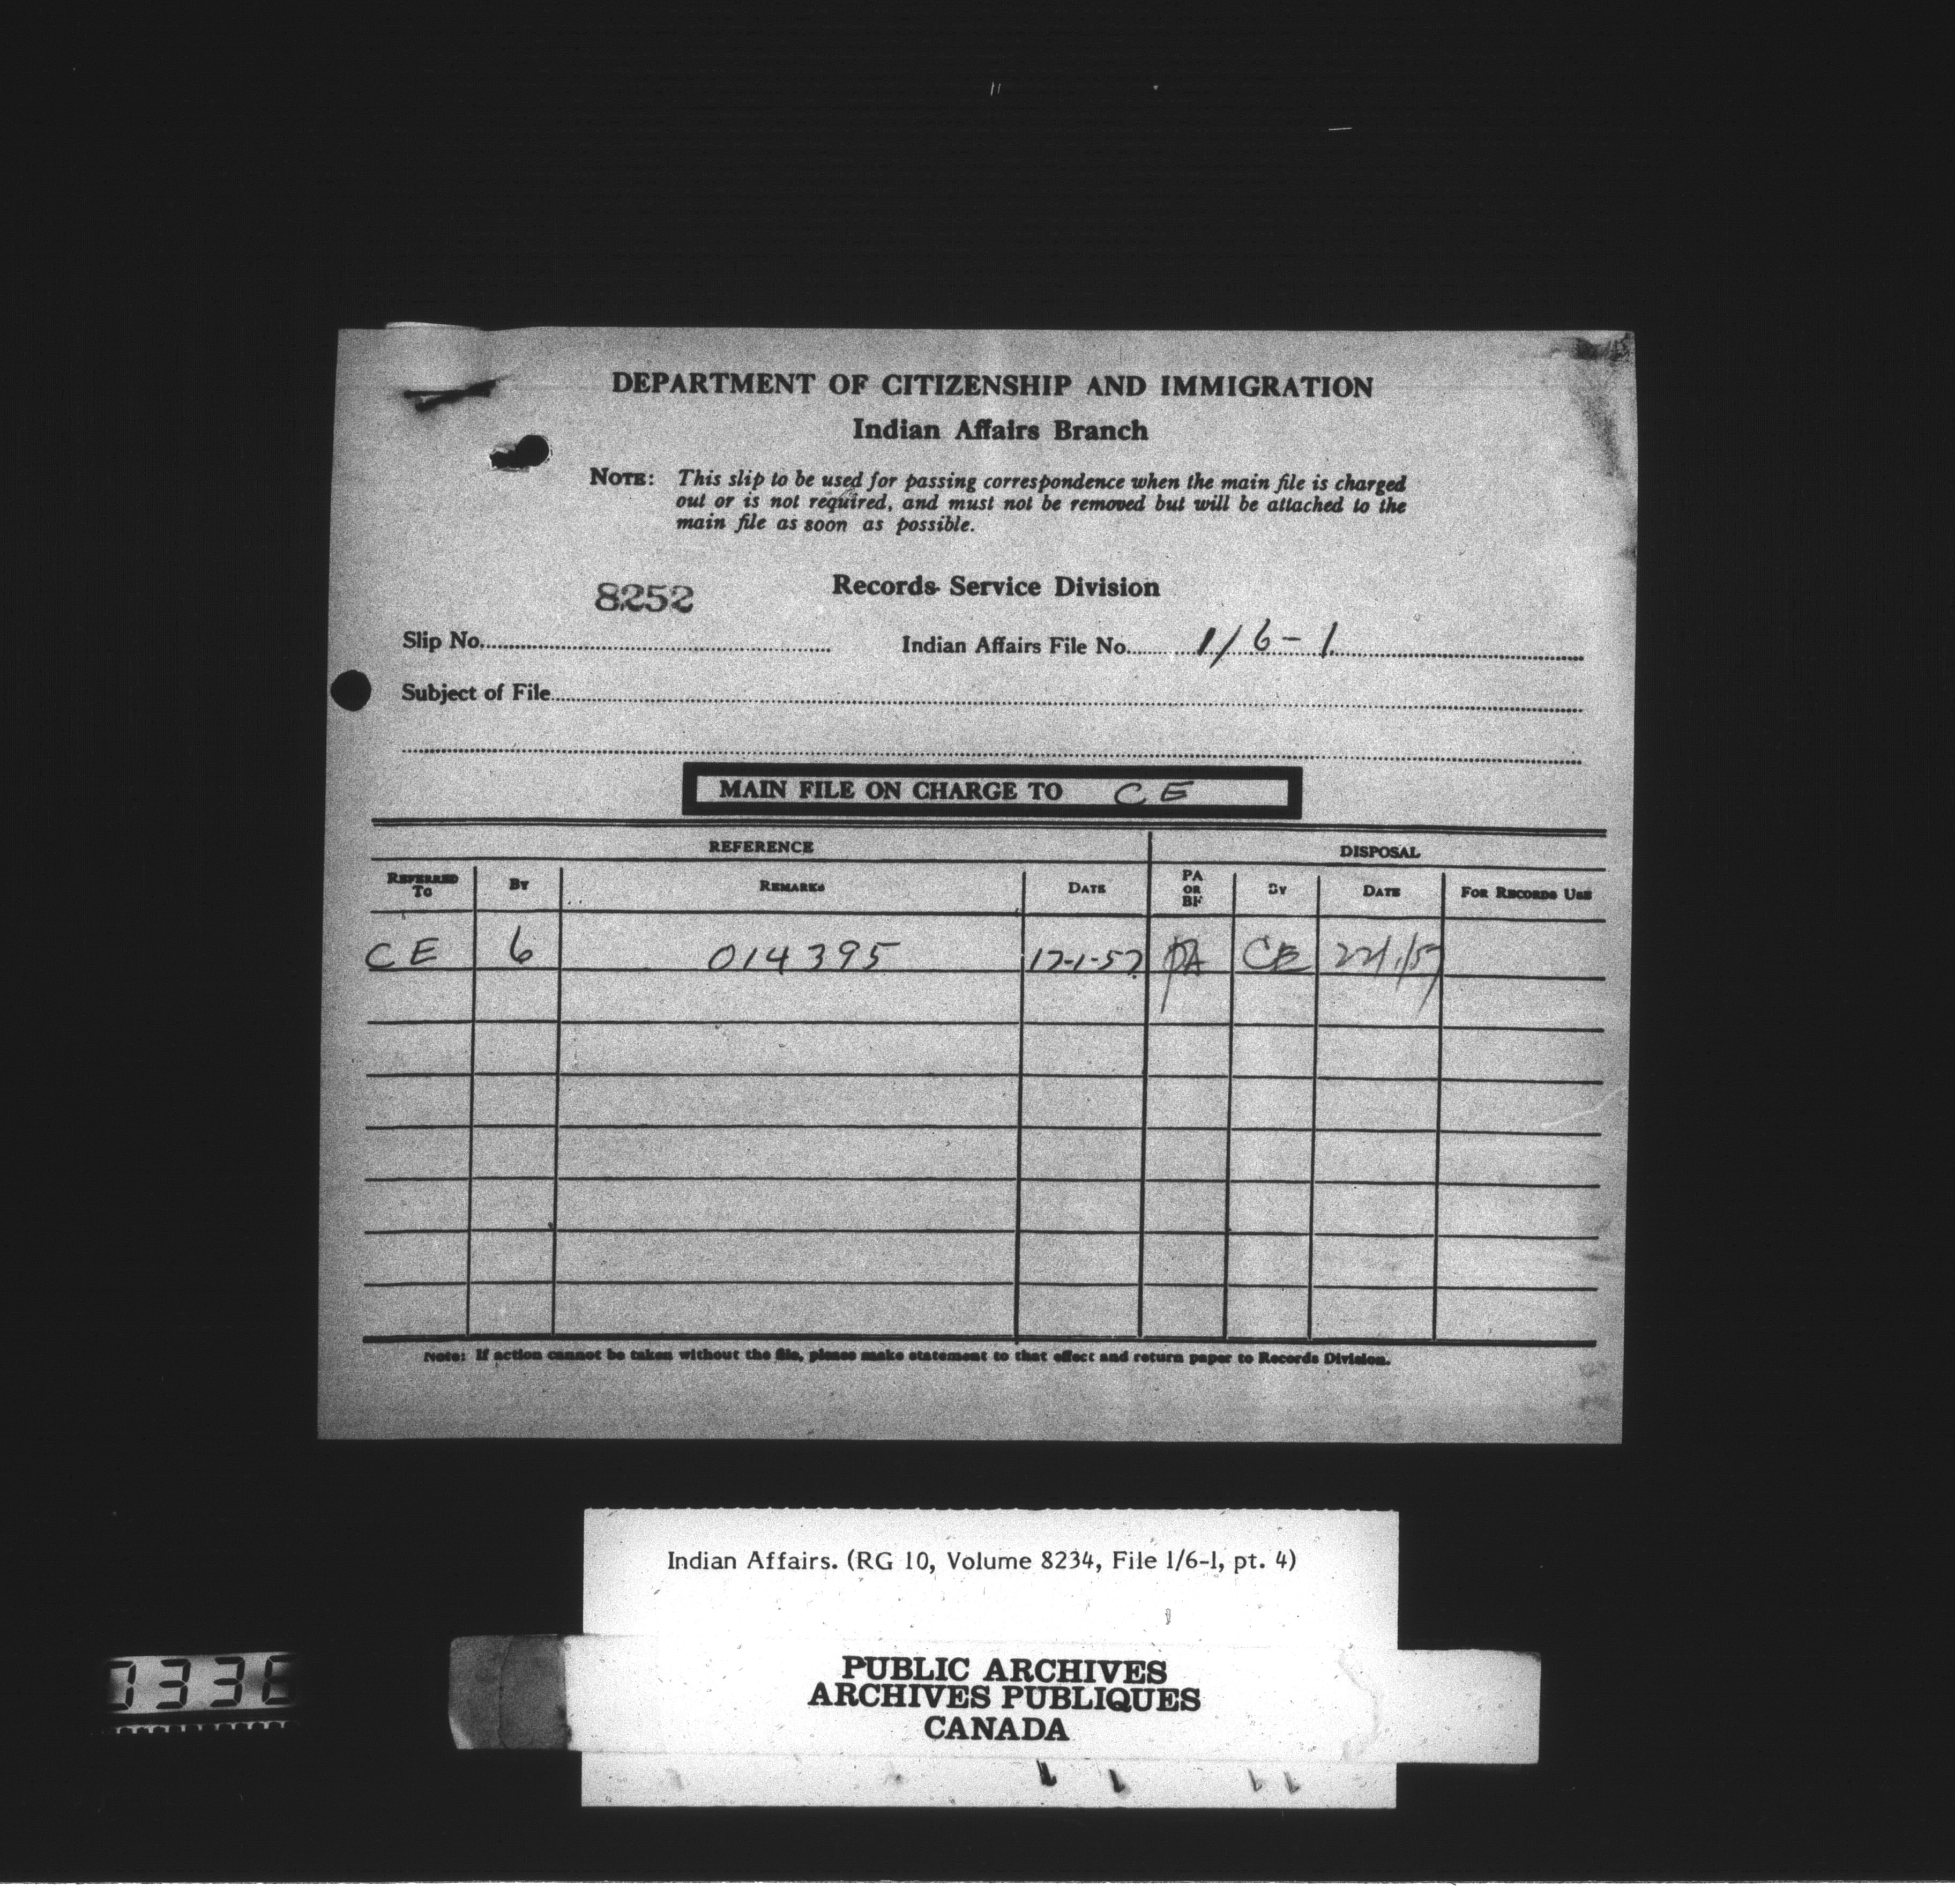 DEPARTMENT OF CITIZENSHIP AND IMMIGRATION
Indian Affairs Branch
NOTE: This slip to be used for passing correspondence when the main file is charged
out or is not required, and must not be removed but will be attached to the
main file as soon as possible.
8252
Records Service Division
Slip No. Indian Affairs File No. 1/6-1
Subject of File
MAIN FILE ON CHARGE TO CE
REFERENCE DISPOSAL
REFERRED TO BY REMARKS DATE PA OR BF BY DATE FOR RECORDS USE
CE 6 014395 17-1-57 PA CE 22/1/57
Note: If action cannot be taken without the file, please make statement to that effect and return paper to Records Division.
Indian Affairs. (RG 10, Volume 8234, File 1/6-1, pt. 4)
PUBLIC ARCHIVES
ARCHIVES PUBLIQUES
CANADA